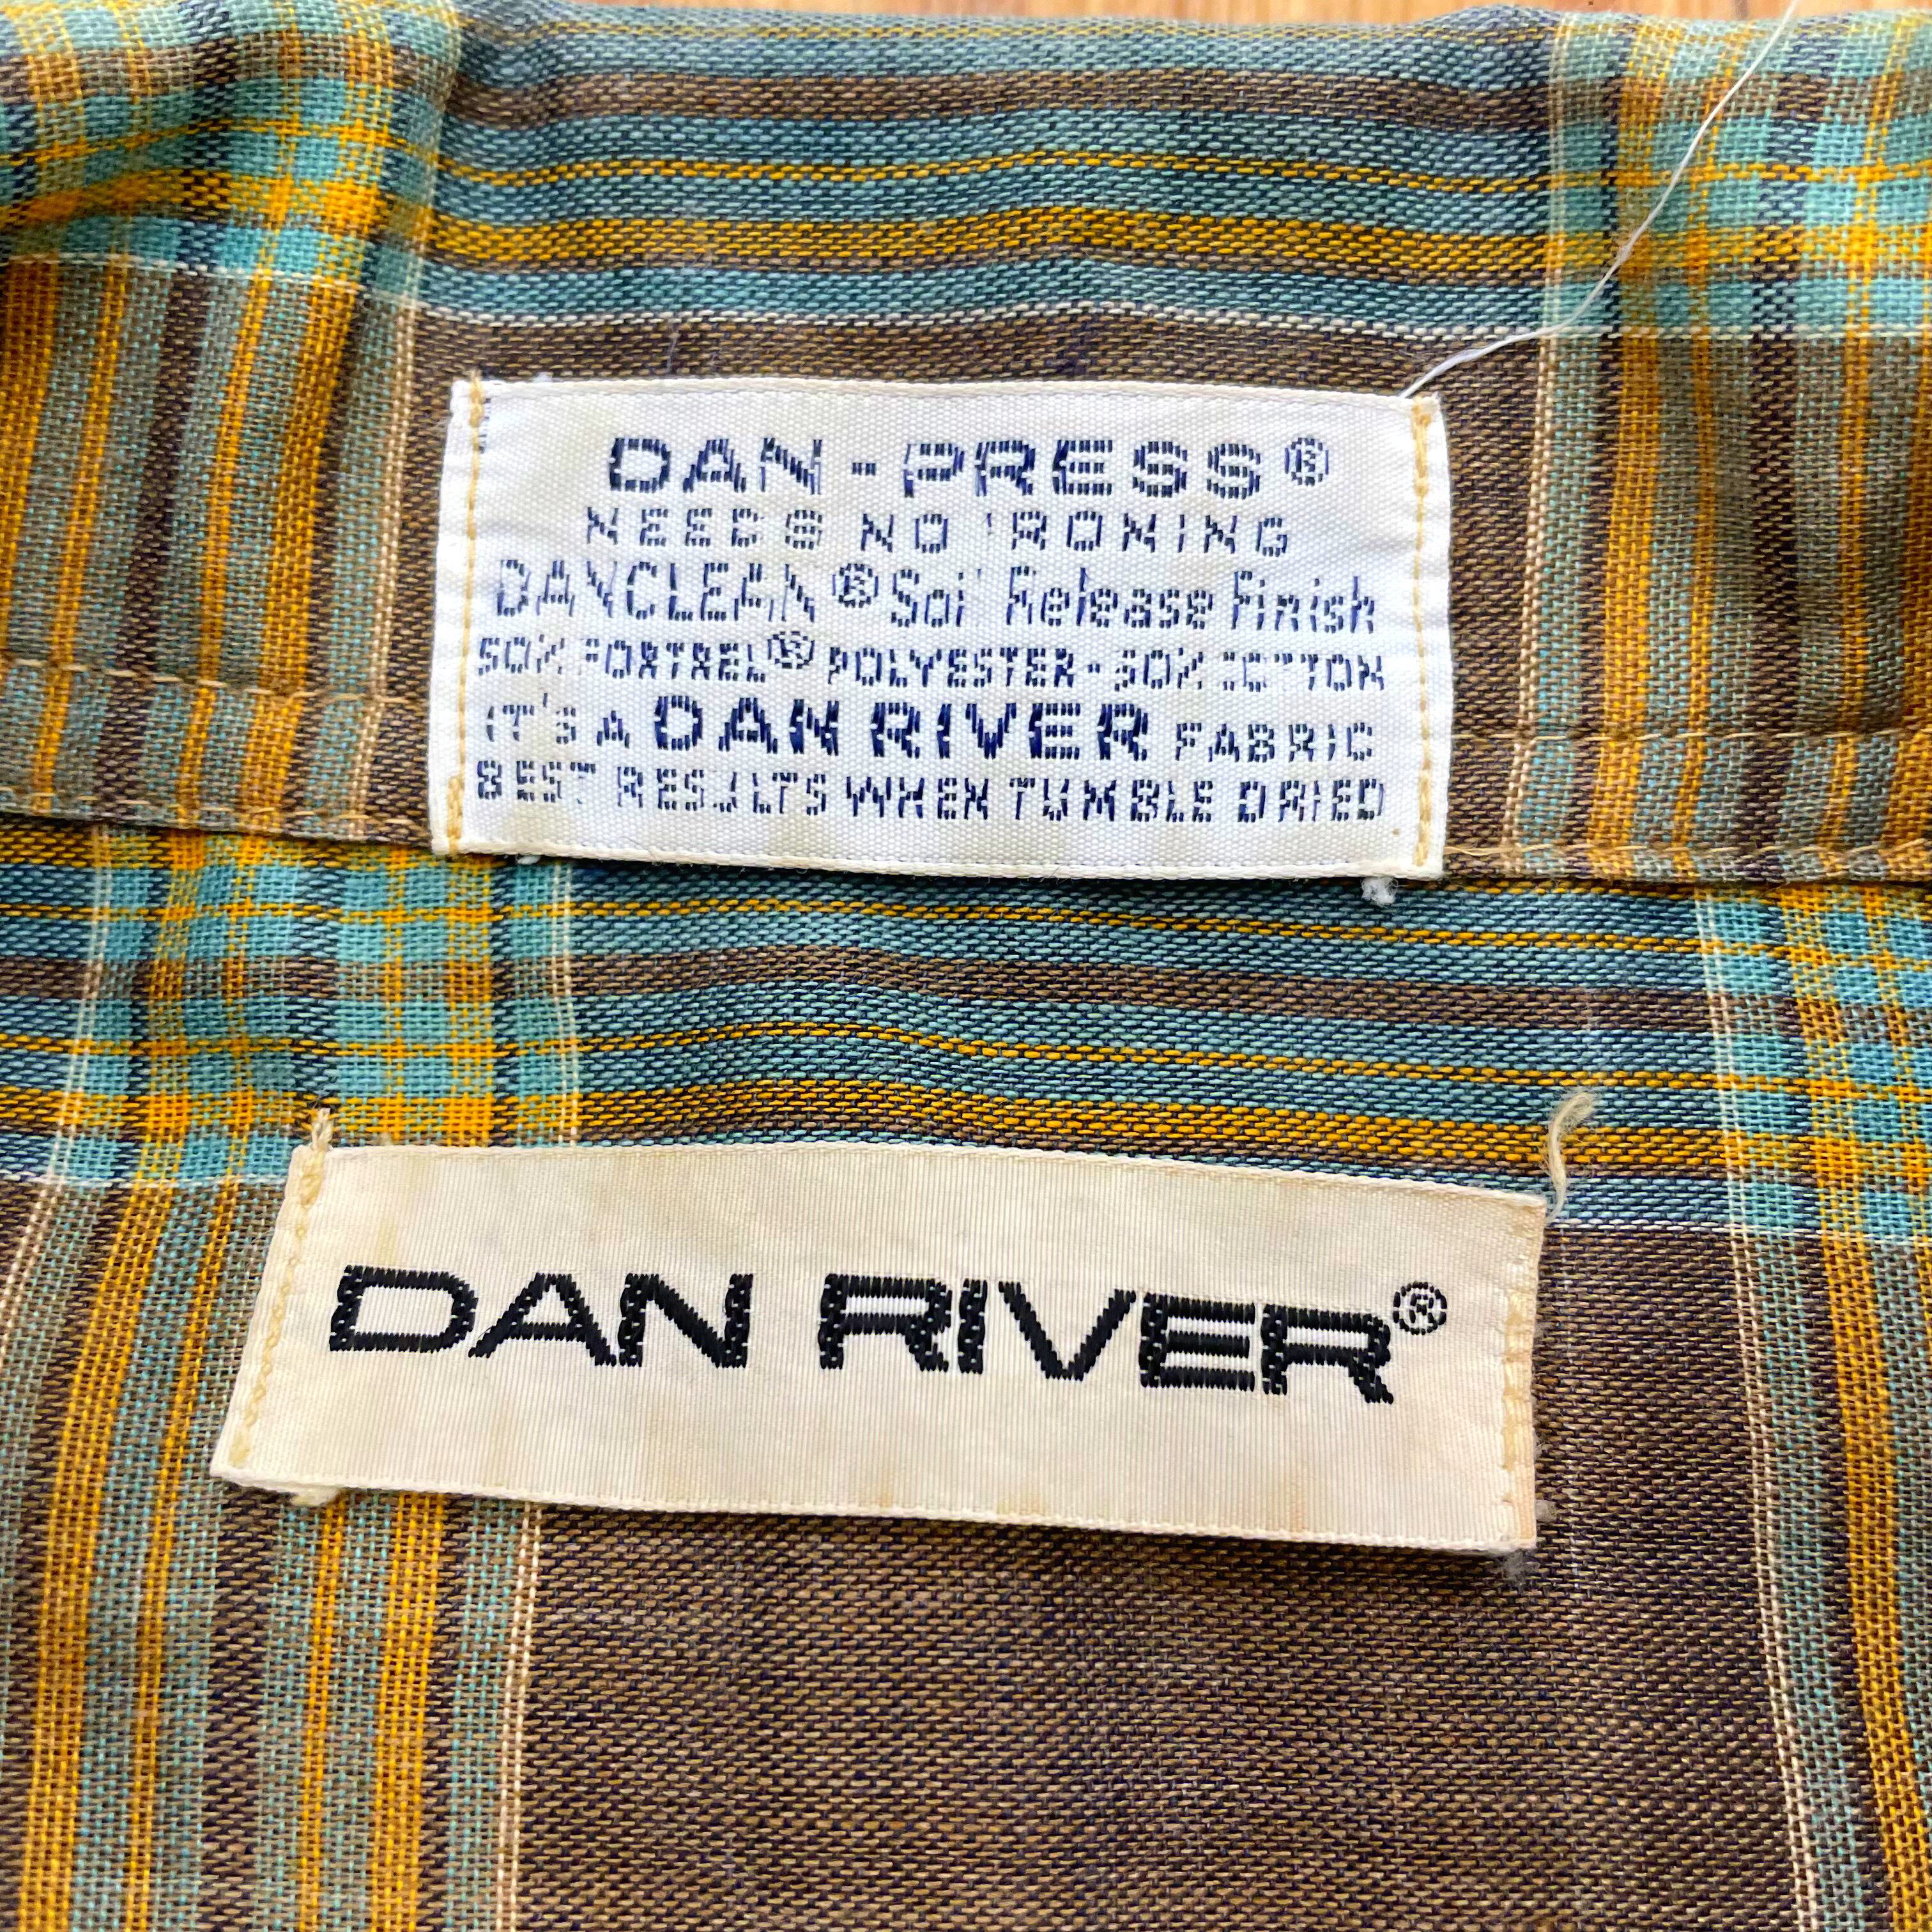 DAN-PRESS®
NEEDS NO IRONING
DANCLEAN® Soil Release Finish
50% FORTREL® POLYESTER-50% COTTON
IT'S A DAN RIVER FABRIC
BEST RESULTS WHEN TUMBLE DRIED
DAN RIVER®